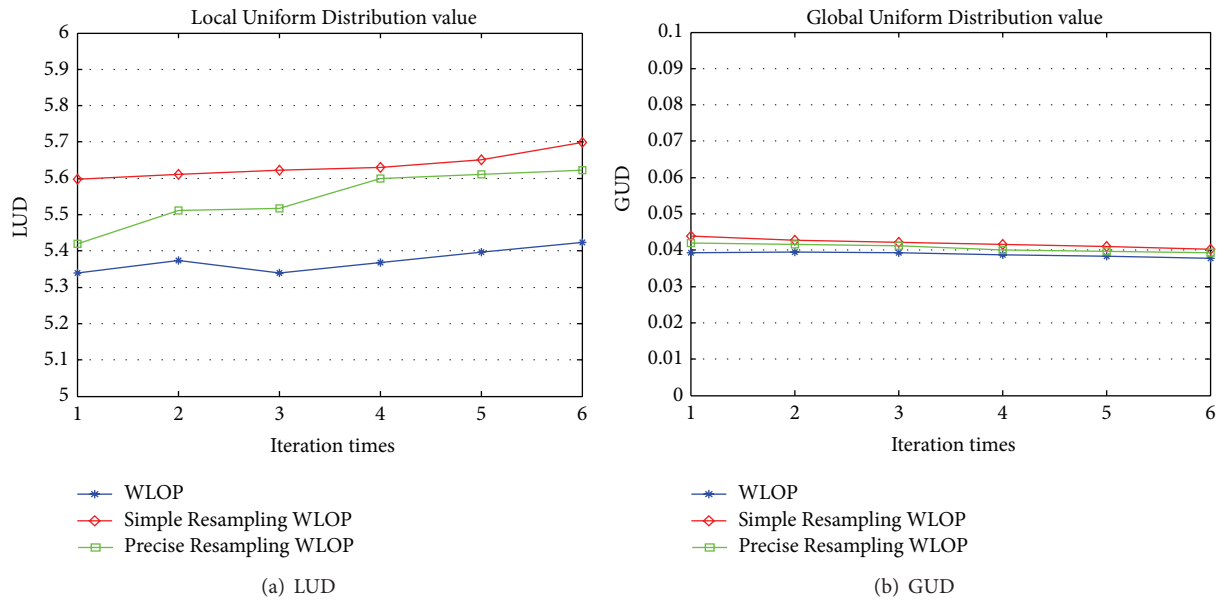 Local Uniform Distribution value
6
5.9
5.8
5.7
5.6
5.5
5.4
5.3
5.2
5.1
5
LUD
1 2 3 4 5 6
Iteration times
WLOP
Simple Resampling WLOP
Precise Resampling WLOP
(a) LUD
Global Uniform Distribution value
0.1
0.09
0.08
0.07
0.06
0.05
0.04
0.03
0.02
0.01
0
GUD
1 2 3 4 5 6
Iteration times
WLOP
Simple Resampling WLOP
Precise Resampling WLOP
(b) GUD